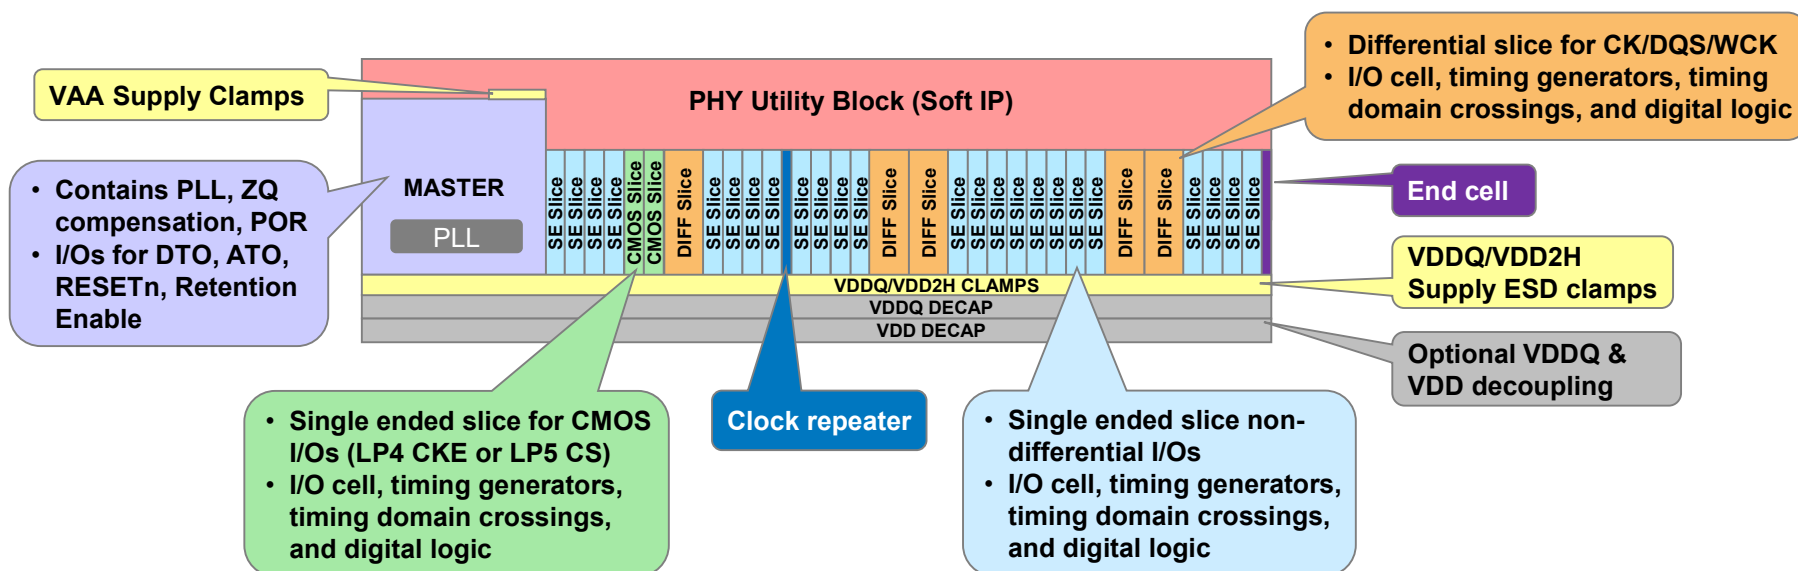 VAA Supply Clamps
• Contains PLL, ZQ
compensation, POR
• I/Os for DTO, ATO,
RESETn, Retention
Enable
PHY Utility Block (Soft IP)
MASTER
PLL
SE Slice
SE Slice
SE Slice
SE Slice
CMOS Slice
CMOS Slice
DIFF Slice
SE Slice
SE Slice
SE Slice
SE Slice
SE Slice
SE Slice
SE Slice
SE Slice
DIFF Slice
DIFF Slice
SE Slice
SE Slice
SE Slice
SE Slice
SE Slice
SE Slice
SE Slice
SE Slice
DIFF Slice
DIFF Slice
SE Slice
SE Slice
SE Slice
SE Slice
VDDQ/VDD2H CLAMPS
VDDQ DECAP
VDD DECAP
• Differential slice for CK/DQS/WCK
• I/O cell, timing generators, timing
domain crossings, and digital logic
End cell
VDDQ/VDD2H
Supply ESD clamps
Optional VDDQ &
VDD decoupling
• Single ended slice for CMOS
I/Os (LP4 CKE or LP5 CS)
• I/O cell, timing generators,
timing domain crossings,
and digital logic
Clock repeater
• Single ended slice non-
differential I/Os
• I/O cell, timing generators,
timing domain crossings,
and digital logic